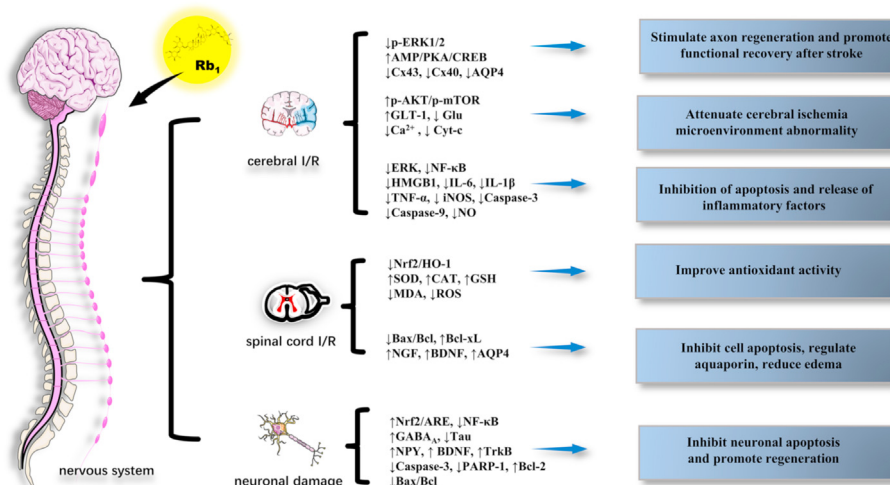 Rb1
nervous system
cerebral I/R
↓p-ERK1/2
↑AMP/PKA/CREB
↓Cx43, ↓Cx40, ↓AQP4
Stimulate axon regeneration and promote
functional recovery after stroke
↑p-AKT/p-mTOR
↑GLT-1, ↓ Glu
↓Ca²⁺ , ↓ Cyt-c
Attenuate cerebral ischemia
microenvironment abnormality
↓ERK, ↓NF-κB
↓HMGB1, ↓IL-6, ↓IL-1β
↓TNF-α, ↓ iNOS, ↓Caspase-3
↓Caspase-9, ↓NO
Inhibition of apoptosis and release of
inflammatory factors
spinal cord I/R
↓Nrf2/HO-1
↑SOD, ↑CAT, ↑GSH
↓MDA, ↓ROS
Improve antioxidant activity
↓Bax/Bcl, ↑Bcl-xL
↑NGF, ↑BDNF, ↑AQP4
Inhibit cell apoptosis, regulate
aquaporin, reduce edema
neuronal damage
↑Nrf2/ARE, ↓NF-κB
↑GABAA, ↓Tau
↑NPY, ↑ BDNF, ↑TrkB
↓Caspase-3, ↓PARP-1, ↑Bcl-2
↓Bax/Bcl
Inhibit neuronal apoptosis
and promote regeneration